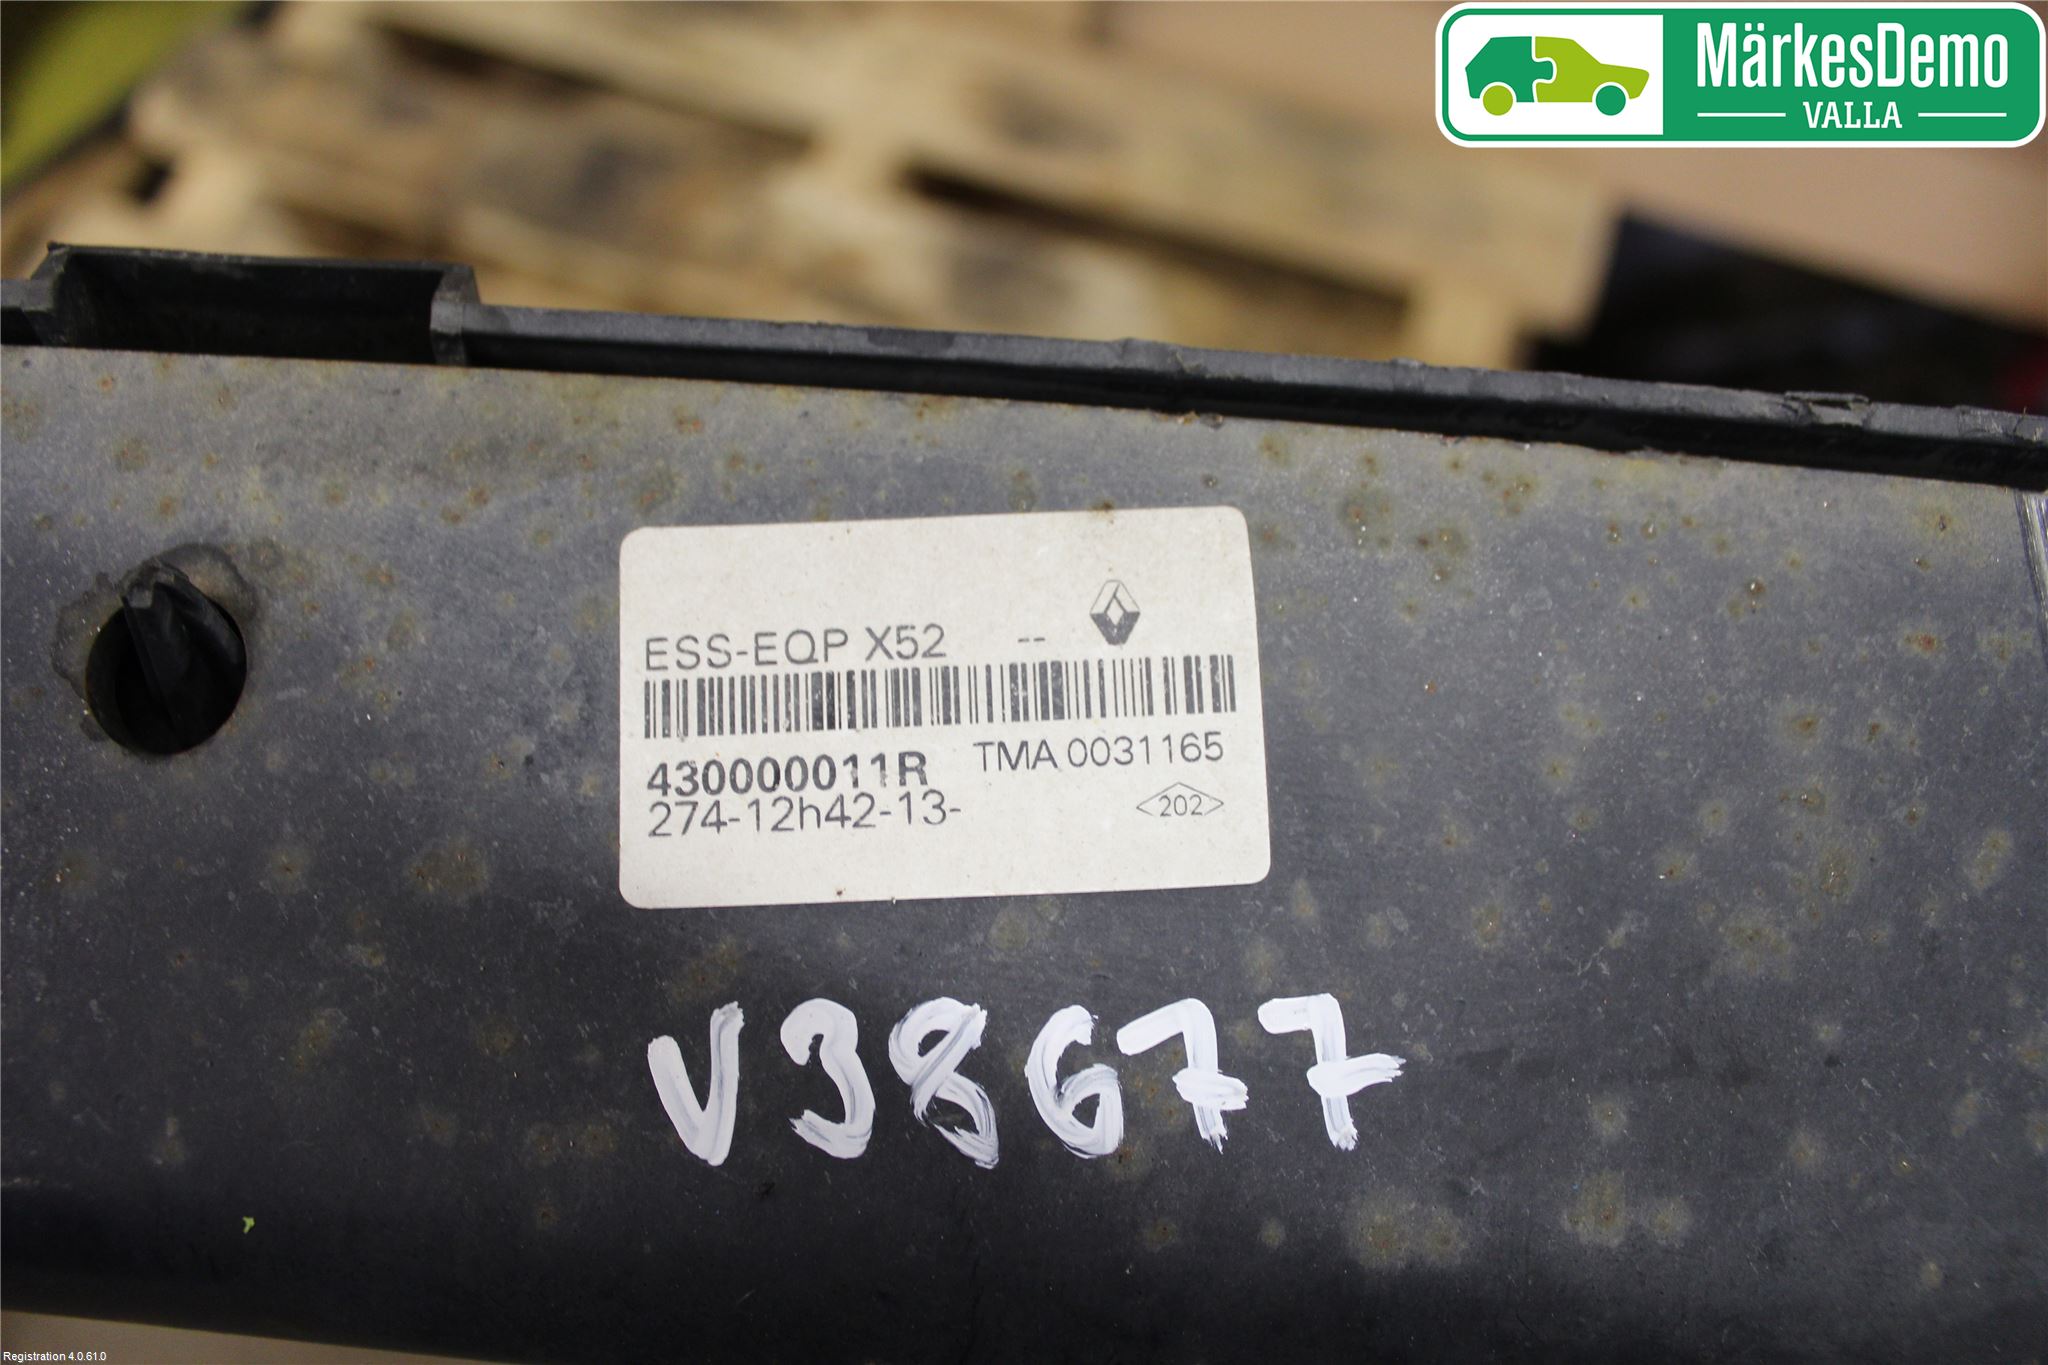 MärkesDemo
VALLA
ESS-EQP X52 --
430000011R TMA 0031165
274-12h42-13- 202
V38677
Registration 4.0.61.0